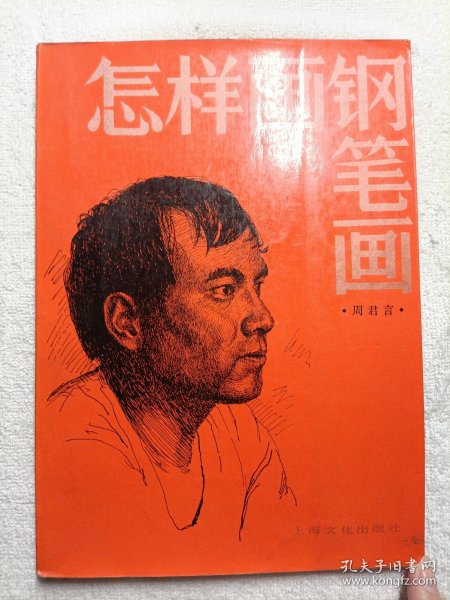 怎样画钢
笔
画
·周君言·
上海文化出版社
孔夫子旧书网
www.kongfz.com